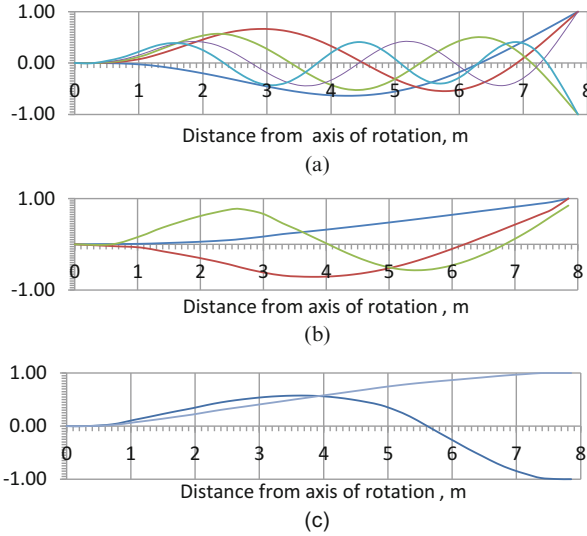 1.00
0.00
0 1 2 3 4 5 6 7 8
-1.00
Distance from axis of rotation, m
(a)
1.00
0 1 2 3 4 5 6 7 8
-1.00
Distance from axis of rotation , m
(b)
1.00
0.00
0 1 2 3 4 5 6 7 8
-1.00
Distance from axis of rotation , m
(c)